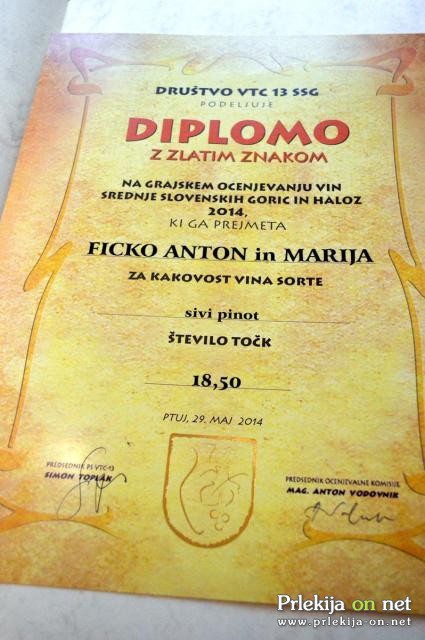 DRUŠTVO VTC 13 SSG
PODELJUJE
DIPLOMO
Z ZLATIM ZNAKOM
NA GRAJSKEM OCENJEVANJU VIN
SREDNJE SLOVENSKIH GORIC IN HALOZ
2014,
KI GA PREJMETA
FICKO ANTON in MARIJA
ZA KAKOVOST VINA SORTE
sivi pinot
ŠTEVILO TOČK
18,50
PTUJ, 29. MAJ 2014
PREDSEDNIK PS VTC-13
SIMON TOPLAK
PREDSEDNIK OCENJEVALNE KOMISIJE
MAG. ANTON VODOVNIK
Prlekija on net
www.prlekija-on.net